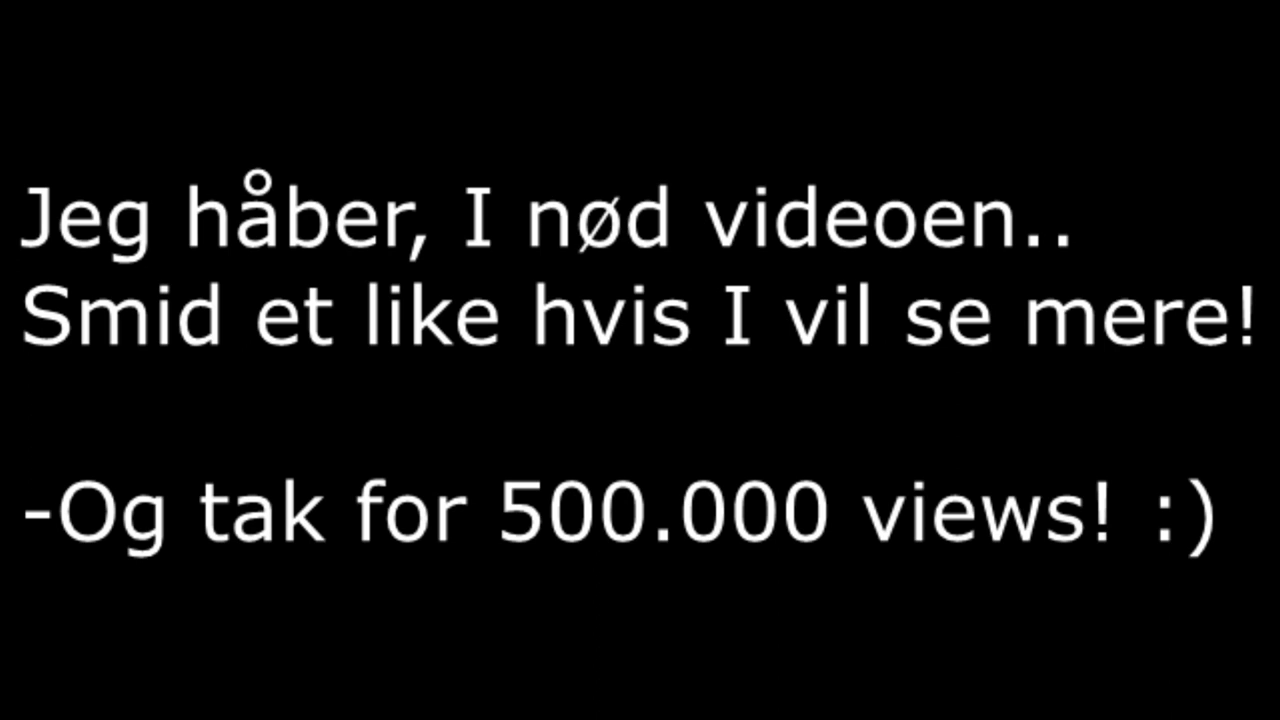 Jeg håber, I nød videoen..
Smid et like hvis I vil se mere!
-Og tak for 500.000 views! :)